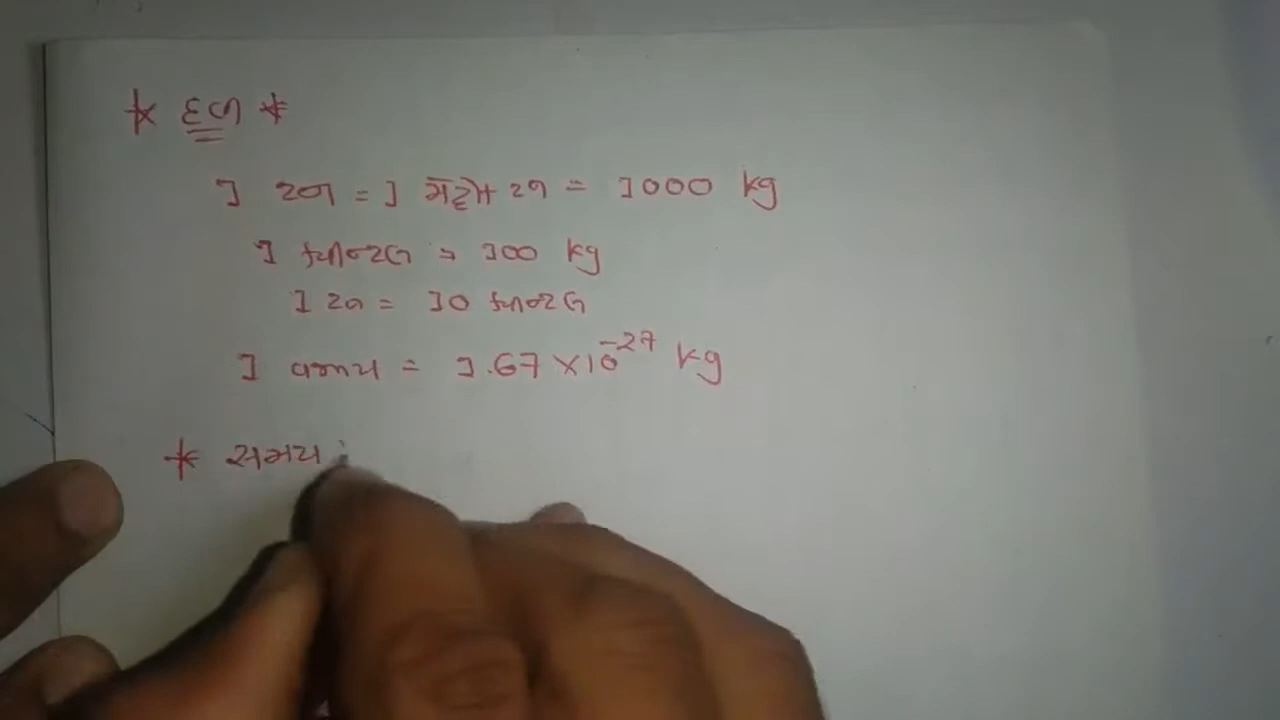 * દળ *
1 ટન = 1 મેટ્રીક ટન = 1000 kg
1 ક્વિન્ટલ = 100 kg
1 ટન = 10 ક્વિન્ટલ
1 = 1.67 × 10⁻²⁷ kg
* સમય :